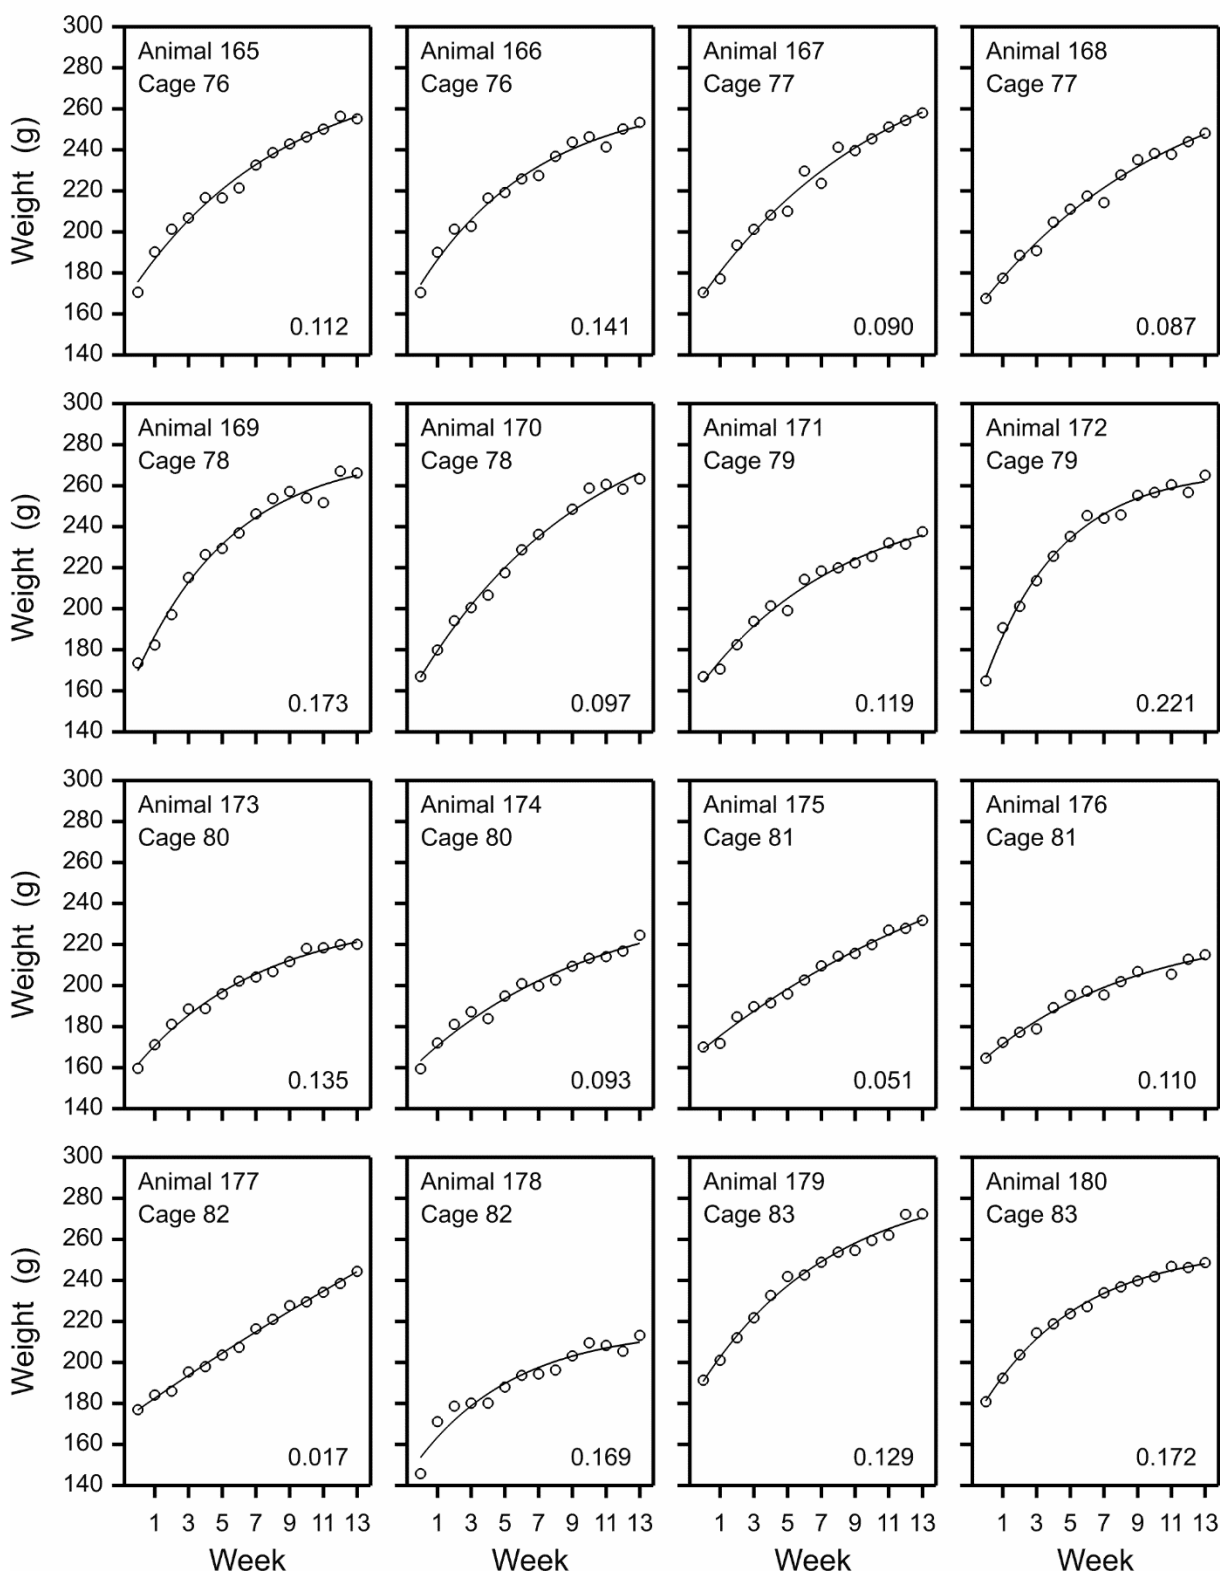 300
280
260
240
220
200
180
160
140
Weight (g)
Animal 165
Cage 76
0.112
Animal 166
Cage 76
0.141
Animal 167
Cage 77
0.090
Animal 168
Cage 77
0.087
300
280
260
240
220
200
180
160
140
Weight (g)
Animal 169
Cage 78
0.173
Animal 170
Cage 78
0.097
Animal 171
Cage 79
0.119
Animal 172
Cage 79
0.221
300
280
260
240
220
200
180
160
140
Weight (g)
Animal 173
Cage 80
0.135
Animal 174
Cage 80
0.093
Animal 175
Cage 81
0.051
Animal 176
Cage 81
0.110
300
280
260
240
220
200
180
160
140
Weight (g)
Animal 177
Cage 82
0.017
Animal 178
Cage 82
0.169
Animal 179
Cage 83
0.129
Animal 180
Cage 83
0.172
1 3 5 7 9 11 13
1 3 5 7 9 11 13
1 3 5 7 9 11 13
1 3 5 7 9 11 13
Week
Week
Week
Week